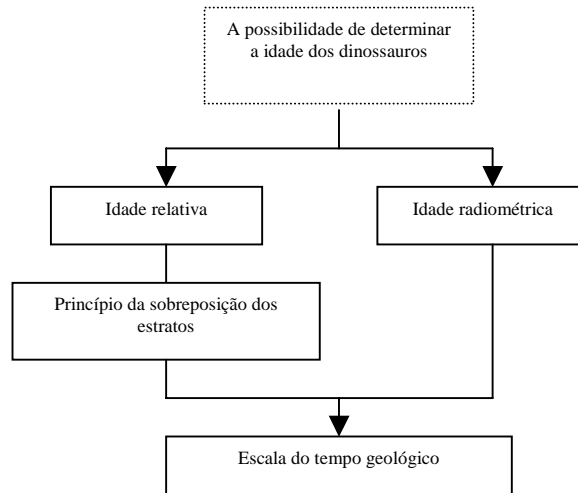 A possibilidade de determinar
a idade dos dinossauros
Idade relativa
Idade radiométrica
Princípio da sobreposição dos
estratos
Escala do tempo geológico